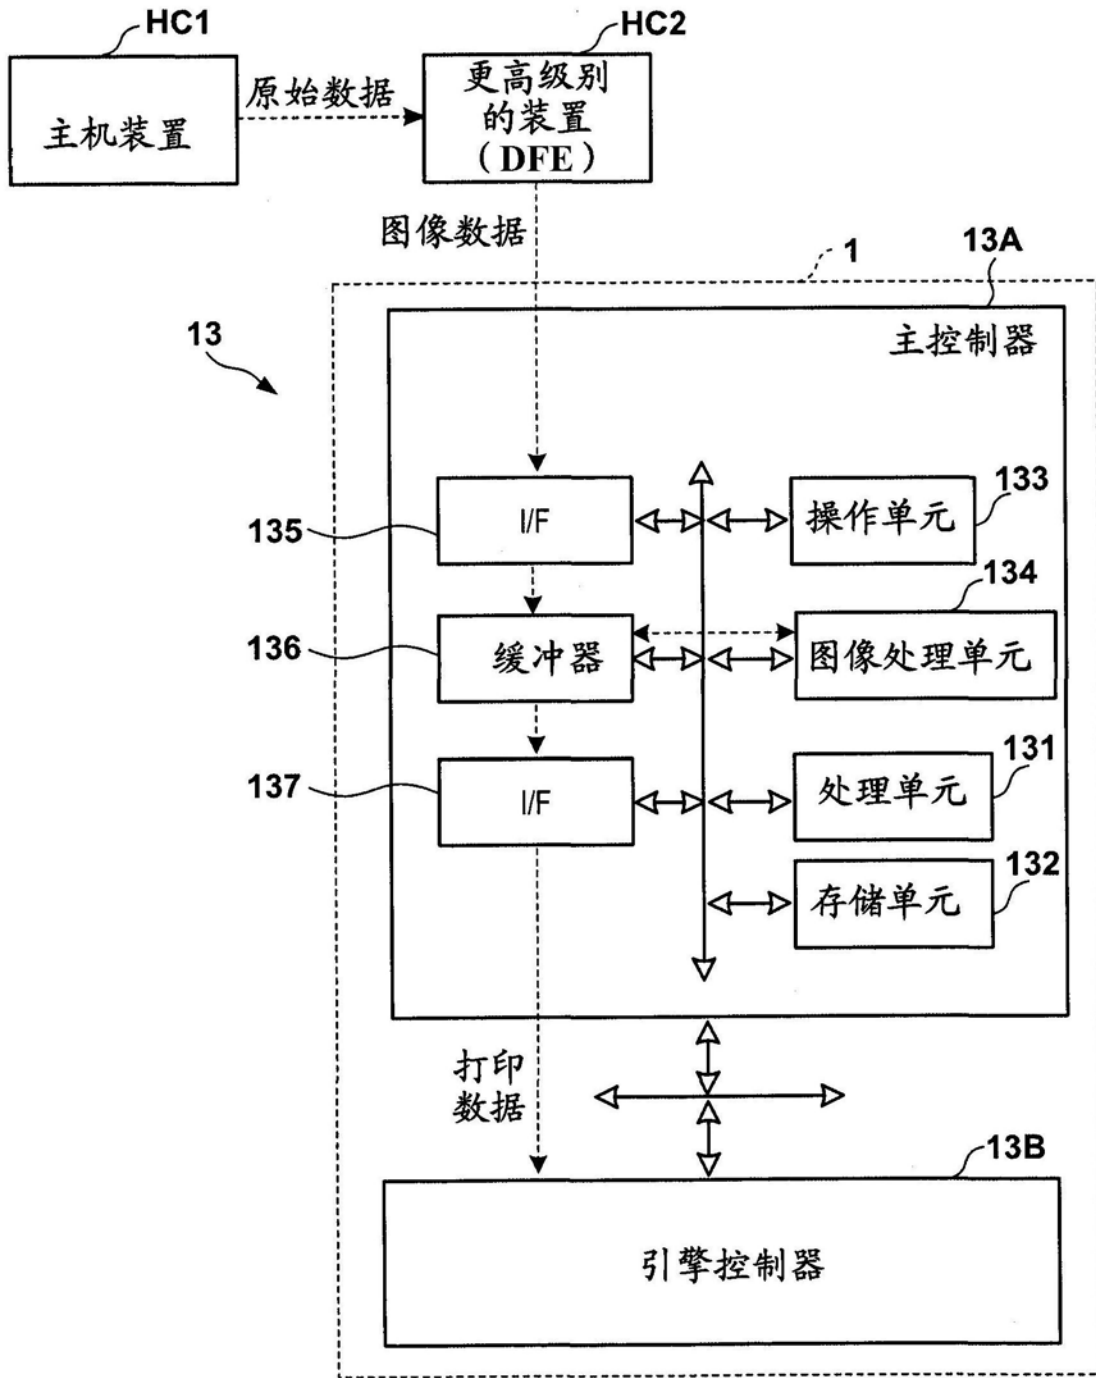 HC1
HC2
主机装置
原始数据
更高级别
的装置
(DFE)
图像数据
1
13A
13
主控制器
135
I/F
操作单元
133
136
缓冲器
图像处理单元
134
137
I/F
处理单元
131
存储单元
132
打印
数据
13B
引擎控制器